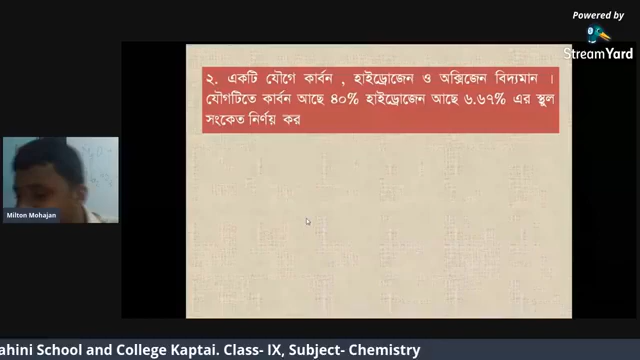 Powered by
StreamYard
২. একটি যৌগে কার্বন , হাইড্রোজেন ও অক্সিজেন বিদ্যমান ।
যৌগটিতে কার্বন আছে ৪০% হাইড্রোজেন আছে ৬.৬৭% এর স্থূল
সংকেত নির্ণয় কর
Milton Mohajan
ahini School and College Kaptai. Class- IX, Subject- Chemistry